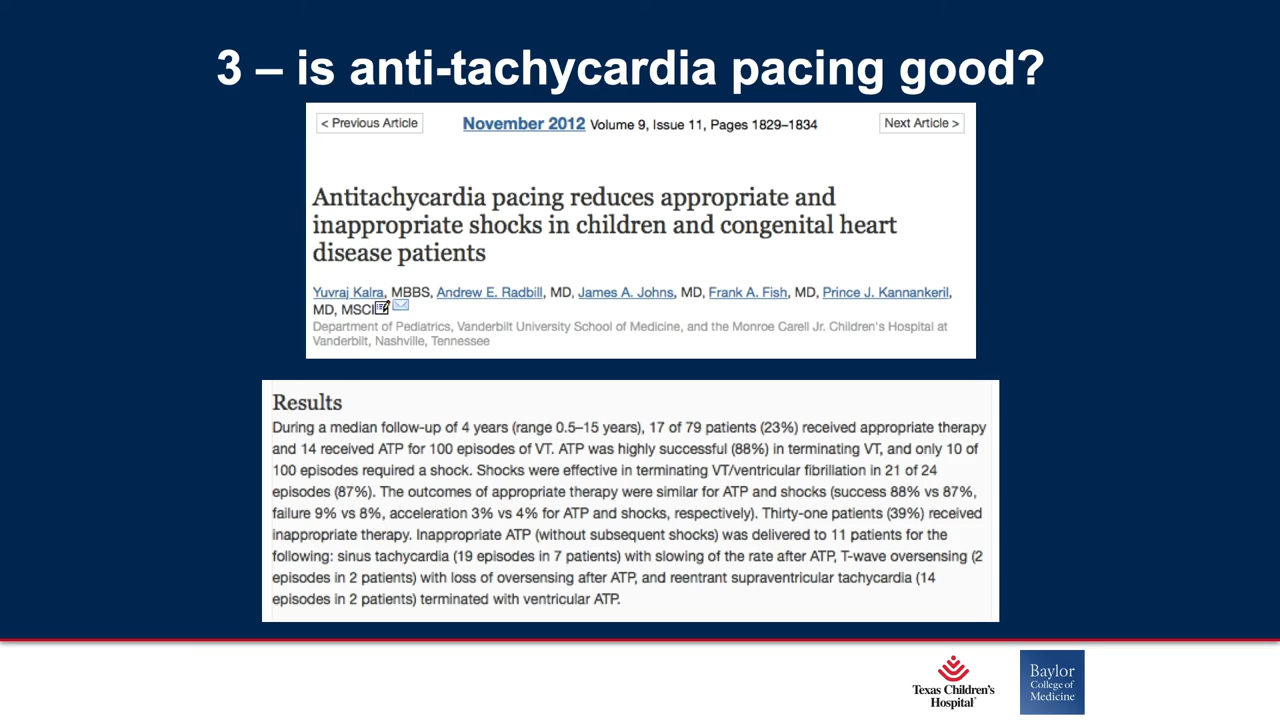 3 – is anti-tachycardia pacing good?
< Previous Article
November 2012 Volume 9, Issue 11, Pages 1829–1834
Next Article >
Antitachycardia pacing reduces appropriate and
inappropriate shocks in children and congenital heart
disease patients
Yuvraj Kalra, MBBS, Andrew E. Radbill, MD, James A. Johns, MD, Frank A. Fish, MD, Prince J. Kannankeril,
MD, MSCI
Department of Pediatrics, Vanderbilt University School of Medicine, and the Monroe Carell Jr. Children's Hospital at
Vanderbilt, Nashville, Tennessee
Results
During a median follow-up of 4 years (range 0.5–15 years), 17 of 79 patients (23%) received appropriate therapy
and 14 received ATP for 100 episodes of VT. ATP was highly successful (88%) in terminating VT, and only 10 of
100 episodes required a shock. Shocks were effective in terminating VT/ventricular fibrillation in 21 of 24
episodes (87%). The outcomes of appropriate therapy were similar for ATP and shocks (success 88% vs 87%,
failure 9% vs 8%, acceleration 3% vs 4% for ATP and shocks, respectively). Thirty-one patients (39%) received
inappropriate therapy. Inappropriate ATP (without subsequent shocks) was delivered to 11 patients for the
following: sinus tachycardia (19 episodes in 7 patients) with slowing of the rate after ATP, T-wave oversensing (2
episodes in 2 patients) with loss of oversensing after ATP, and reentrant supraventricular tachycardia (14
episodes in 2 patients) terminated with ventricular ATP.
Texas Children's
Hospital
Baylor
College of
Medicine